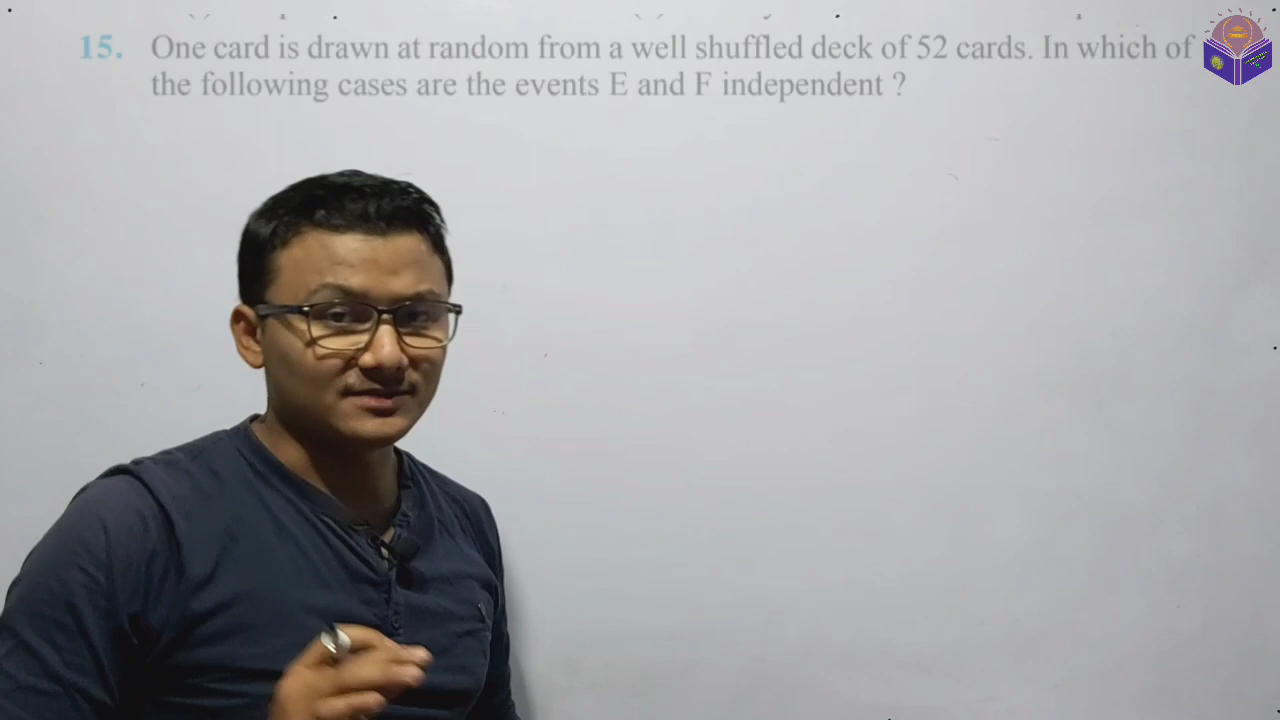 15. One card is drawn at random from a well shuffled deck of 52 cards. In which of
the following cases are the events E and F independent ?